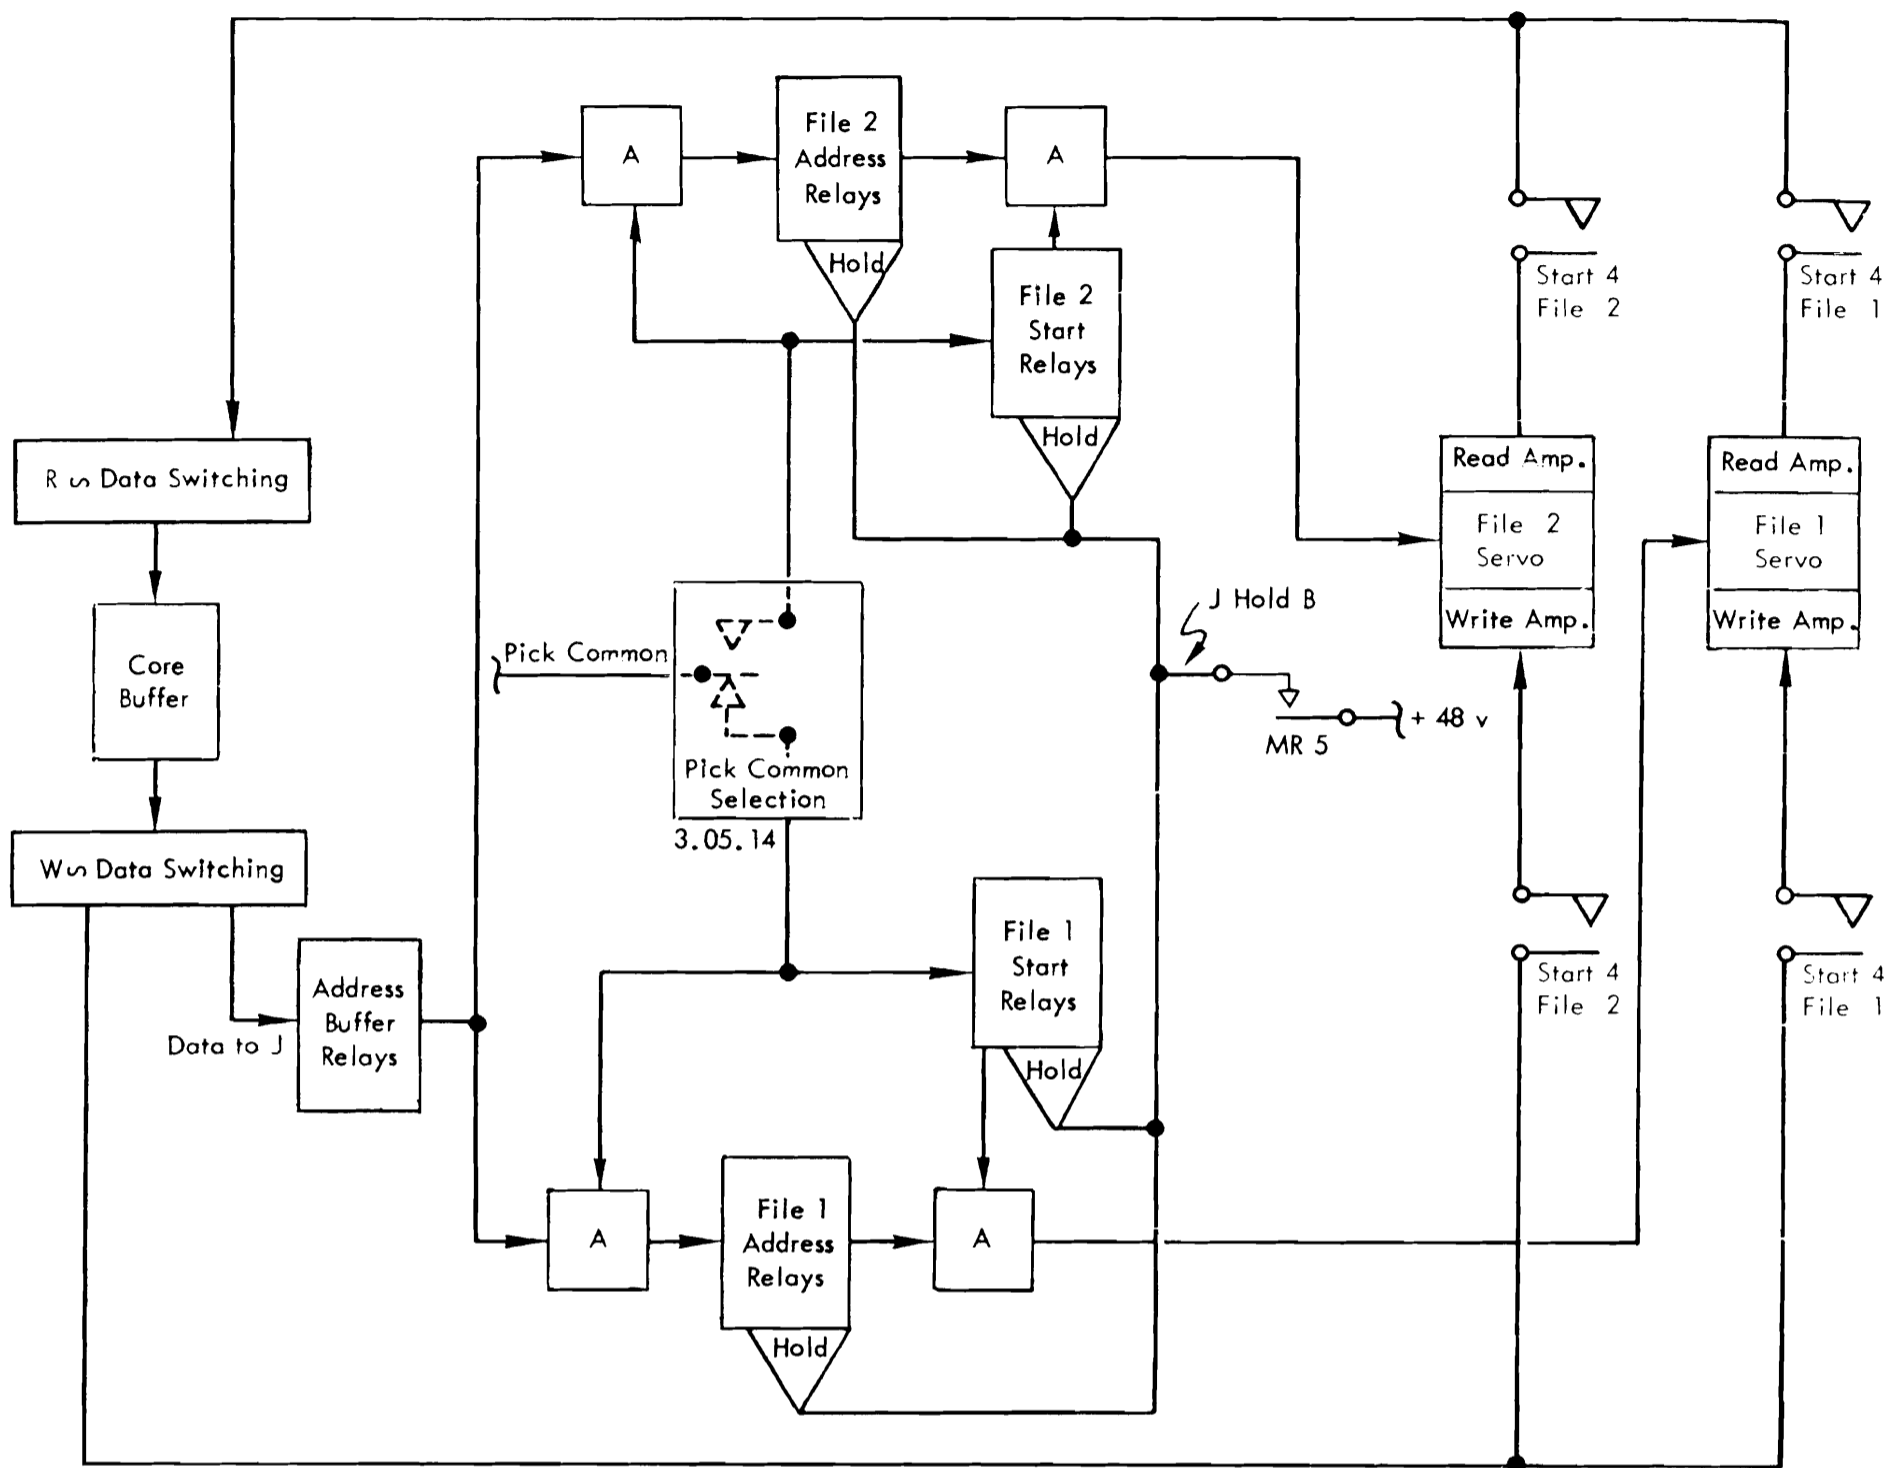 A
File 2
Address
Relays
Hold
A
File 2
Start
Relays
Hold
Start 4
File 2
Start 4
File 1
R ∽ Data Switching
Core
Buffer
W ∽ Data Switching
Data to J
Address
Buffer
Relays
Pick Common
Pick Common
Selection
3.05.14
J Hold B
MR 5
+ 48 v
Read Amp.
File 2
Servo
Write Amp.
Read Amp.
File 1
Servo
Write Amp.
File 1
Start
Relays
Hold
A
File 1
Address
Relays
Hold
A
Start 4
File 2
Start 4
File 1